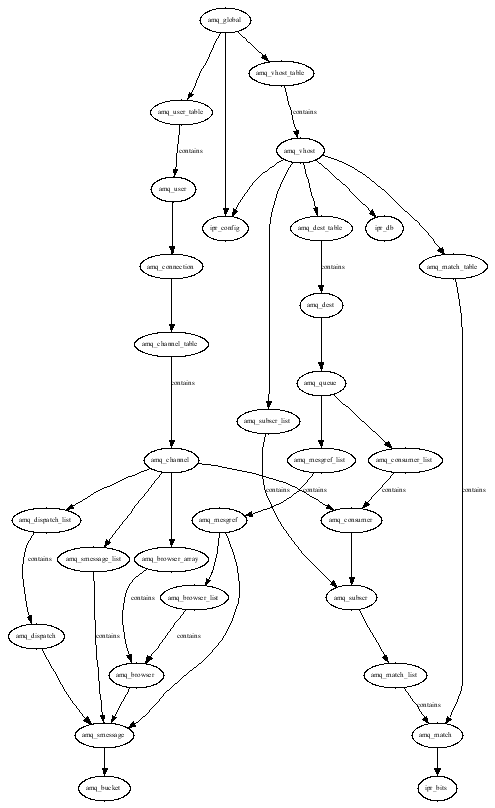 amq_global
amq_vhost_table
amq_user_table
contains
contains
amq_vhost
amq_user
ipr_config
amq_dest_table
ipr_db
amq_connection
contains
amq_match_table
amq_dest
amq_channel_table
contains
amq_queue
amq_subscr_list
amq_channel
amq_mesgref_list
amq_consumer_list
contains
contains
contains
contains
amq_dispatch_list
amq_mesgref
amq_consumer
contains
amq_smessage_list
amq_browser_array
contains
amq_browser_list
amq_subscr
amq_dispatch
contains
contains
amq_browser
amq_match_list
contains
amq_smessage
amq_match
amq_bucket
ipr_bits